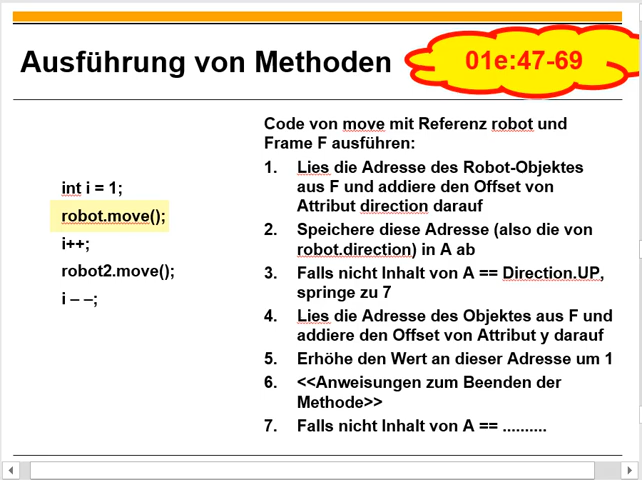 Ausführung von Methoden
01e:47-69
int i = 1;
robot.move();
i++;
robot2.move();
i – –;
Code von move mit Referenz robot und
Frame F ausführen:
1. Lies die Adresse des Robot-Objektes
aus F und addiere den Offset von
Attribut direction darauf
2. Speichere diese Adresse (also die von
robot.direction) in A ab
3. Falls nicht Inhalt von A == Direction.UP,
springe zu 7
4. Lies die Adresse des Objektes aus F und
addiere den Offset von Attribut y darauf
5. Erhöhe den Wert an dieser Adresse um 1
6. <<Anweisungen zum Beenden der
Methode>>
7. Falls nicht Inhalt von A == ..........